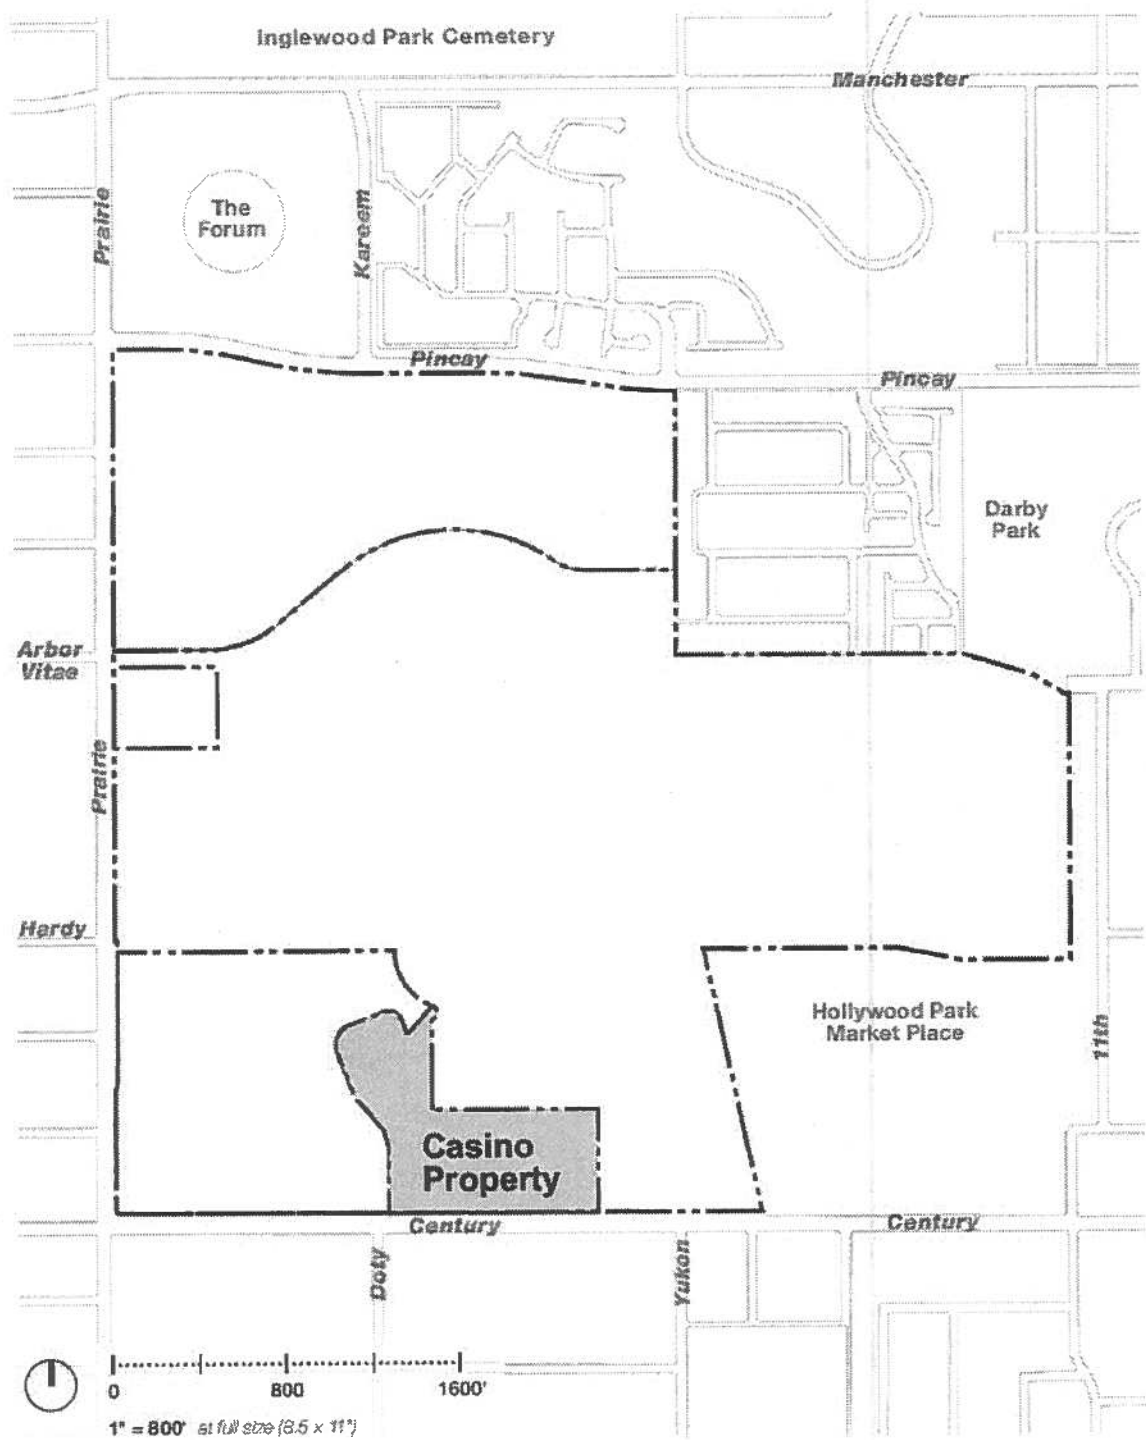 Inglewood Park Cemetery
Manchester
Prairie
The
Forum
Kareem
Pincay
Pincay
Darby
Park
Arbor
Vitae
Prairie
Hardy
Hollywood Park
Market Place
11th
Casino
Property
Century
Century
Doty
Yukon
0
800
1600'
1" = 800' at full size (8.5 x 11")